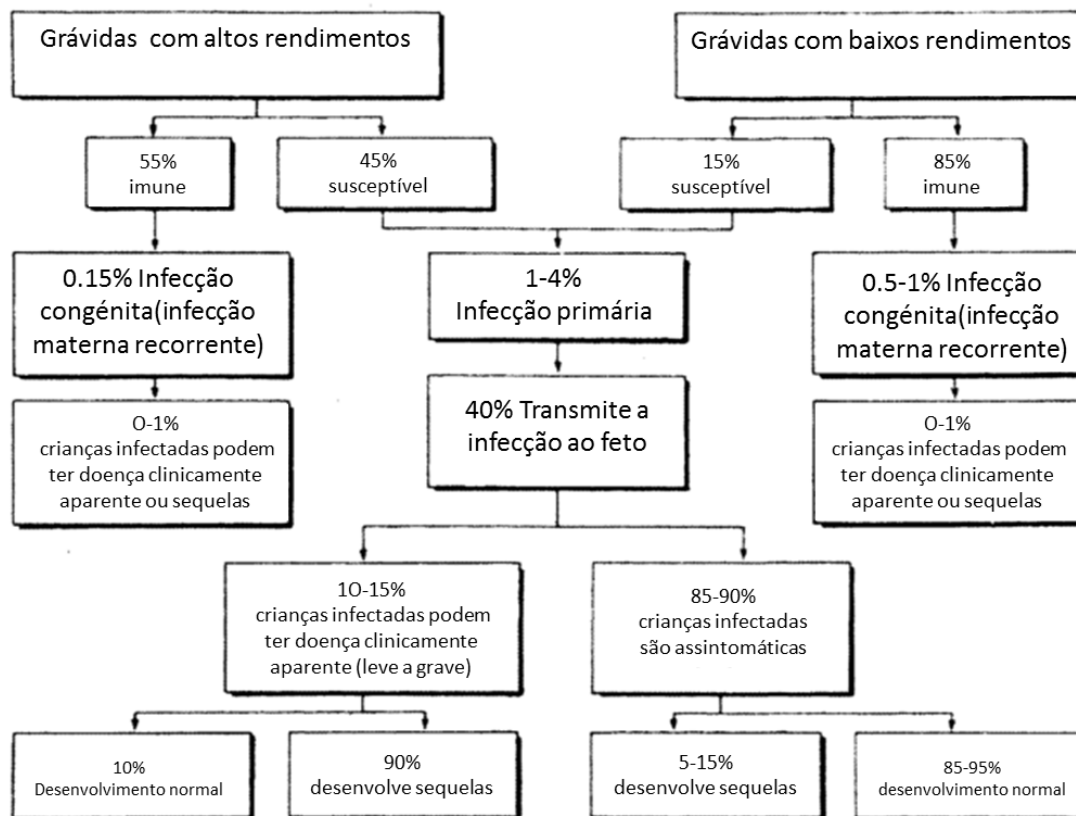 Grávidas com altos rendimentos
Grávidas com baixos rendimentos
55%
imune
45%
susceptível
15%
susceptível
85%
imune
0.15% Infecção
congénita(infecção
materna recorrente)
1-4%
Infecção primária
0.5-1% Infecção
congénita(infecção
materna recorrente)
O-1%
crianças infectadas podem
ter doença clinicamente
aparente ou sequelas
40% Transmite a
infecção ao feto
O-1%
crianças infectadas podem
ter doença clinicamente
aparente ou sequelas
1O-15%
crianças infectadas podem
ter doença clinicamente
aparente (leve a grave)
85-90%
crianças infectadas
são assintomáticas
10%
Desenvolvimento normal
90%
desenvolve sequelas
5-15%
desenvolve sequelas
85-95%
desenvolvimento normal